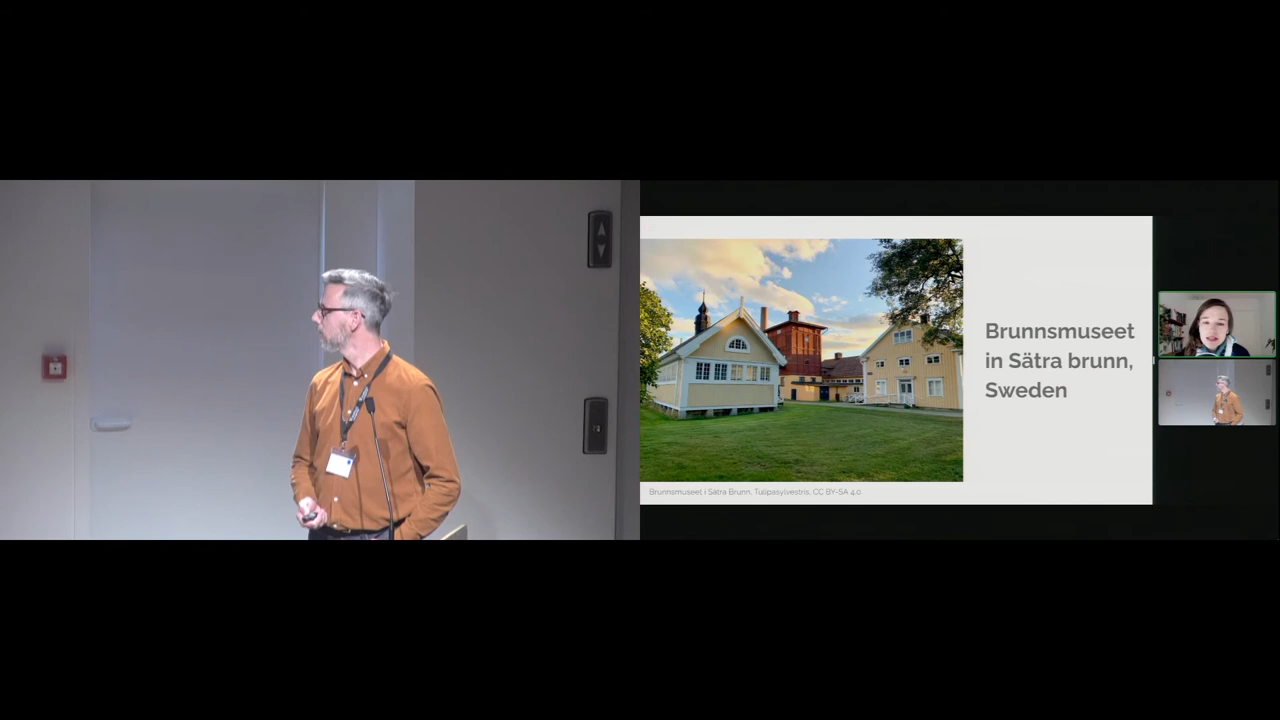 Brunnsmuseet
in Sätra brunn,
Sweden
Brunnsmuseet i Sätra Brunn, Tulipasylvestris, CC BY-SA 4.0